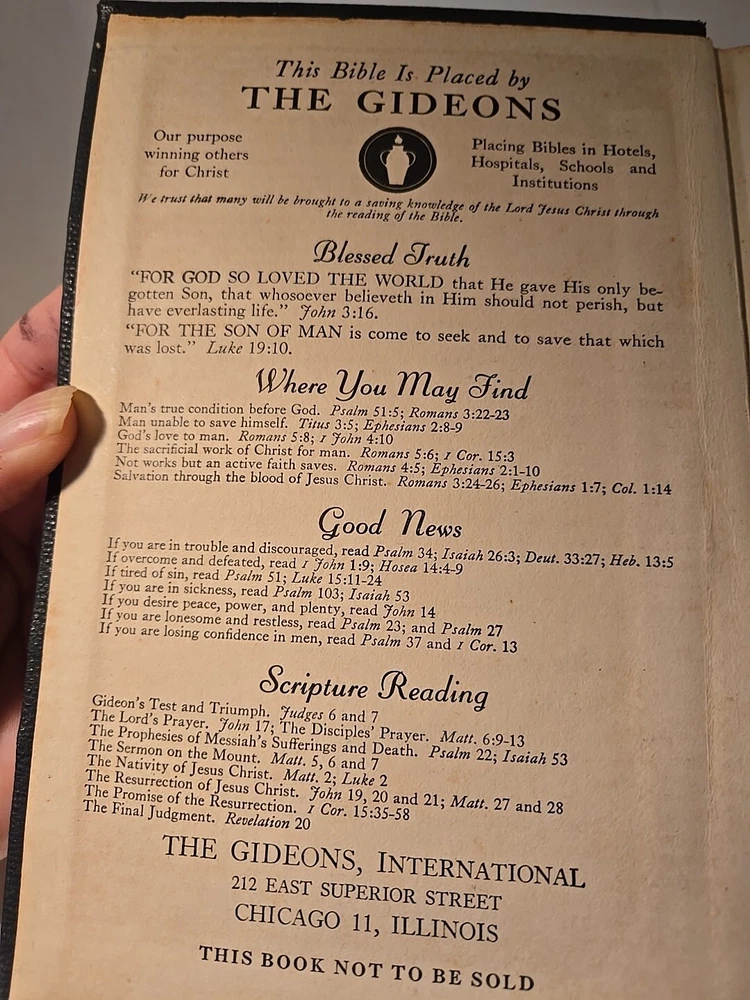 This Bible Is Placed by
THE GIDEONS
Our purpose
winning others
for Christ
Placing Bibles in Hotels,
Hospitals, Schools and
Institutions
We trust that many will be brought to a saving knowledge of the Lord Jesus Christ through
the reading of the Bible.
Blessed Truth
“FOR GOD SO LOVED THE WORLD that He gave His only be-
gotten Son, that whosoever believeth in Him should not perish, but
have everlasting life.” John 3:16.
“FOR THE SON OF MAN is come to seek and to save that which
was lost.” Luke 19:10.
Where You May Find
Man's true condition before God. Psalm 51:5; Romans 3:22-23
Man unable to save himself. Titus 3:5; Ephesians 2:8-9
God's love to man. Romans 5:8; 1 John 4:10
The sacrificial work of Christ for man. Romans 5:6; 1 Cor. 15:3
Not works but an active faith saves. Romans 4:5; Ephesians 2:1-10
Salvation through the blood of Jesus Christ. Romans 3:24-26; Ephesians 1:7; Col. 1:14
Good News
If you are in trouble and discouraged, read Psalm 34; Isaiah 26:3; Deut. 33:27; Heb. 13:5
If overcome and defeated, read 1 John 1:9; Hosea 14:4-9
If tired of sin, read Psalm 51; Luke 15:11-24
If you are in sickness, read Psalm 103; Isaiah 53
If you desire peace, power, and plenty, read John 14
If you are lonesome and restless, read Psalm 23; and Psalm 27
If you are losing confidence in men, read Psalm 37 and 1 Cor. 13
Scripture Reading
Gideon's Test and Triumph. Judges 6 and 7
The Lord's Prayer. John 17; The Disciples' Prayer. Matt. 6:9-13
The Prophesies of Messiah's Sufferings and Death. Psalm 22; Isaiah 53
The Sermon on the Mount. Matt. 5, 6 and 7
The Nativity of Jesus Christ. Matt. 2; Luke 2
The Resurrection of Jesus Christ. John 19, 20 and 21; Matt. 27 and 28
The Promise of the Resurrection. 1 Cor. 15:35-58
The Final Judgment. Revelation 20
THE GIDEONS, INTERNATIONAL
212 EAST SUPERIOR STREET
CHICAGO 11, ILLINOIS
THIS BOOK NOT TO BE SOLD